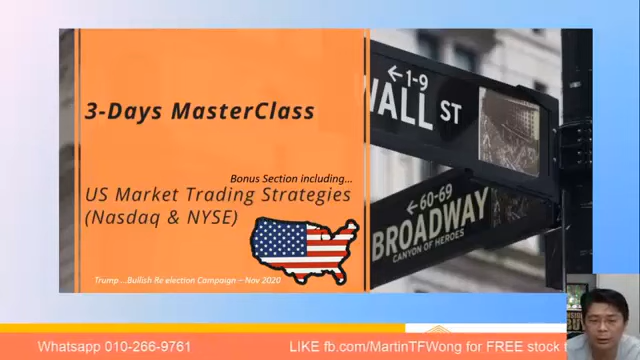 3-Days MasterClass
Bonus Section including...
US Market Trading Strategies
(Nasdaq & NYSE)
Trump...Bullish Re election Campaign – Nov 2020
←1-9
WALL ST
←60-69
BROADWAY
CANYON OF HEROES
Whatsapp 010-266-9761
LIKE fb.com/MartinTFWong for FREE stock